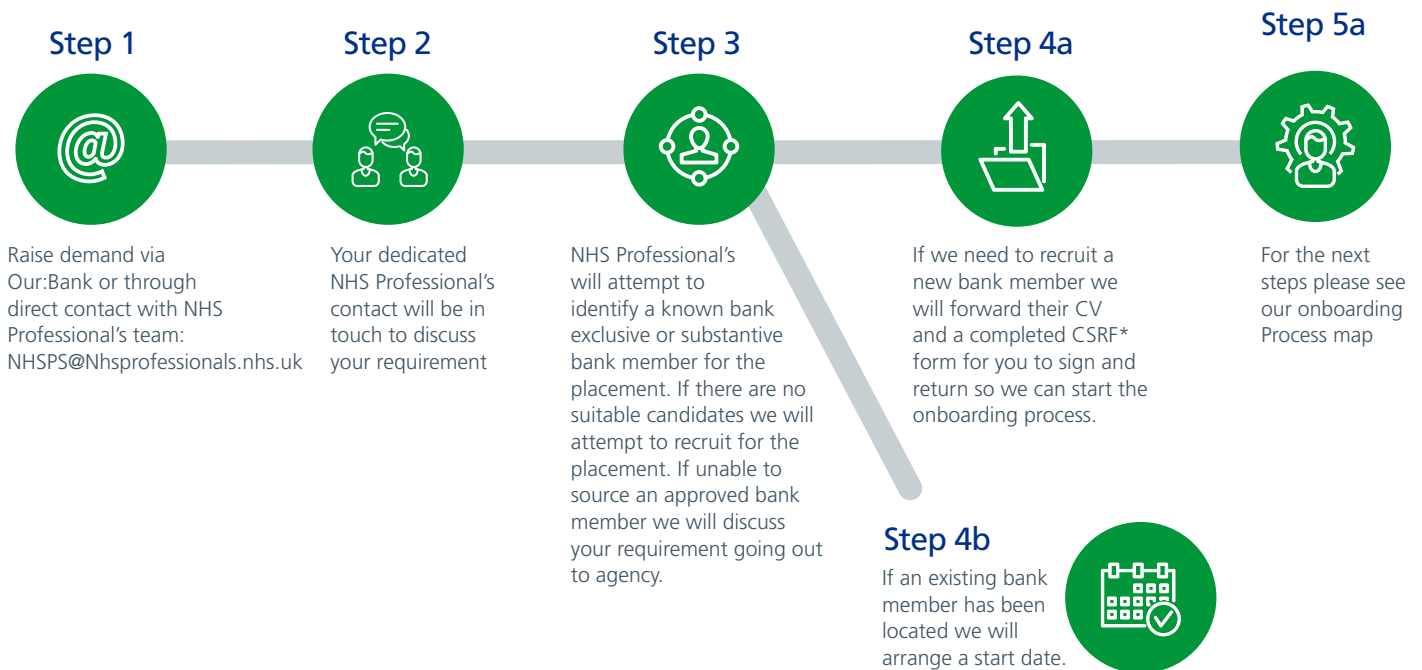 Step 1
Raise demand via
Our:Bank or through
direct contact with NHS
Professional's team:
NHSPS@Nhsprofessionals.nhs.uk
Step 2
Your dedicated
NHS Professional's
contact will be in
touch to discuss
your requirement
Step 3
NHS Professional's
will attempt to
identify a known bank
exclusive or substantive
bank member for the
placement. If there are no
suitable candidates we will
attempt to recruit for the
placement. If unable to
source an approved bank
member we will discuss
your requirement going out
to agency.
Step 4a
If we need to recruit a
new bank member we
will forward their CV
and a completed CSRF*
form for you to sign and
return so we can start the
onboarding process.
Step 5a
For the next
steps please see
our onboarding
Process map
Step 4b
If an existing bank
member has been
located we will
arrange a start date.